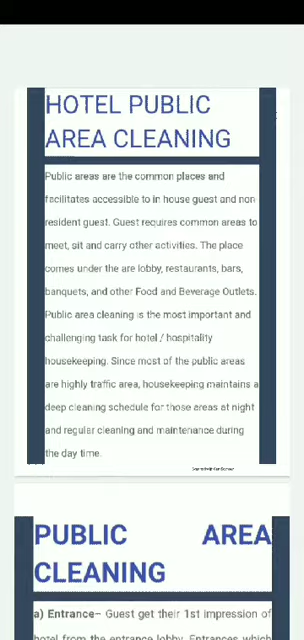 HOTEL PUBLIC
AREA CLEANING
Public areas are the common places and
facilitates accessible to in house guest and non
resident guest. Guest requires common areas to
meet, sit and carry other activities. The place
comes under the are lobby, restaurants, bars,
banquets, and other Food and Beverage Outlets.
Public area cleaning is the most important and
challenging task for hotel / hospitality
housekeeping. Since most of the public areas
are highly traffic area, housekeeping maintains a
deep cleaning schedule for those areas at night
and regular cleaning and maintenance during
the day time.
PUBLIC AREA
CLEANING
a) Entrance– Guest get their 1st impression of
hotel from the entrance lobby. Entrances which